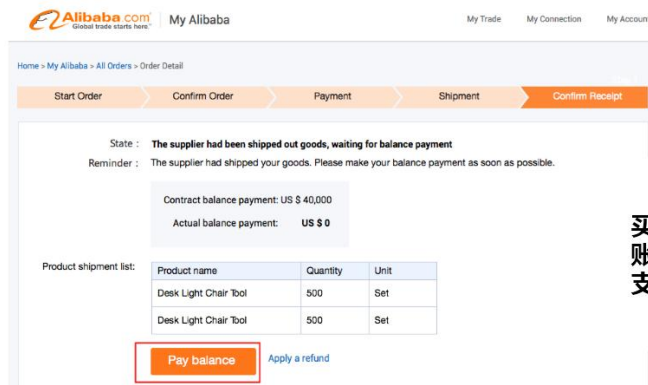 Alibaba.com
Global trade starts here.™
My Alibaba
My Trade
My Connection
My Account
Home > My Alibaba > All Orders > Order Detail
Start Order
Confirm Order
Payment
Shipment
Confirm Receipt
State : The supplier had been shipped out goods, waiting for balance payment
Reminder : The supplier had shipped your goods. Please make your balance payment as soon as possible.
Contract balance payment: US $ 40,000
Actual balance payment: US $ 0
Product shipment list:
Product name Quantity Unit
Desk Light Chair Tool 500 Set
Desk Light Chair Tool 500 Set
Pay balance
Apply a refund
买
账
支